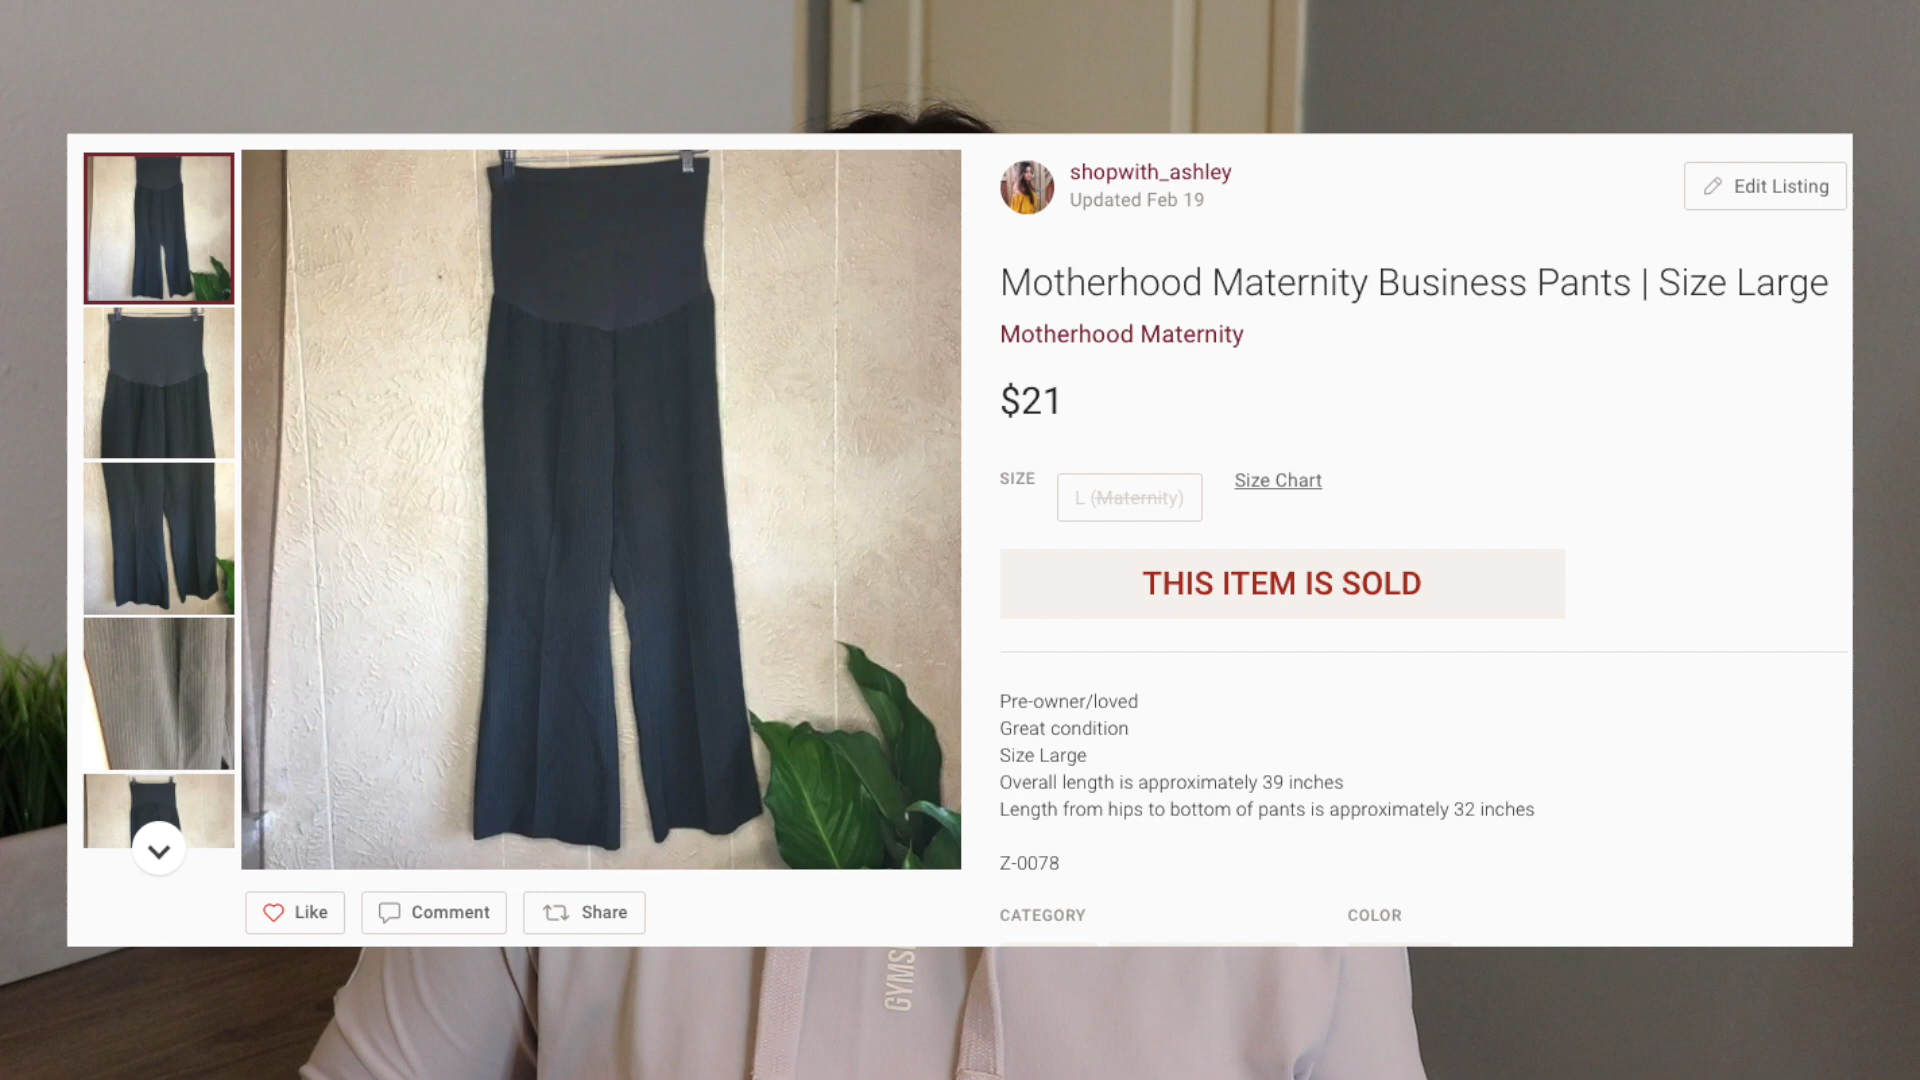 shopwith_ashley
Updated Feb 19
Edit Listing
Motherhood Maternity Business Pants | Size Large
Motherhood Maternity
$21
SIZE
L (Maternity)
Size Chart
THIS ITEM IS SOLD
Pre-owner/loved
Great condition
Size Large
Overall length is approximately 39 inches
Length from hips to bottom of pants is approximately 32 inches
Z-0078
CATEGORY
COLOR
Like
Comment
Share
GYMS